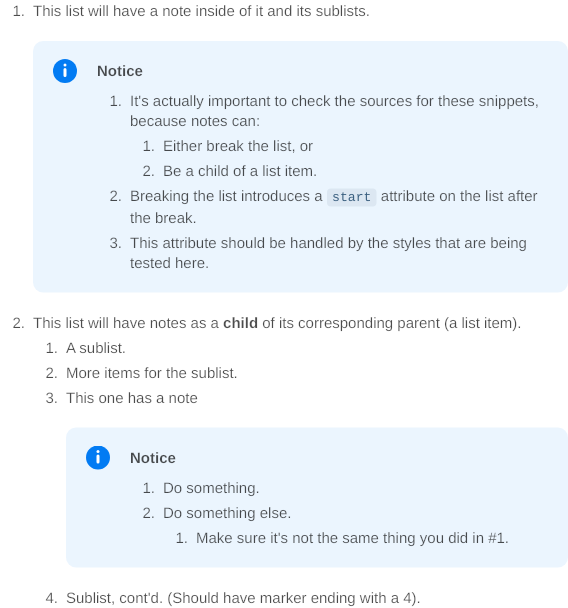 1. This list will have a note inside of it and its sublists.
Notice
1. It's actually important to check the sources for these snippets,
because notes can:
1. Either break the list, or
2. Be a child of a list item.
2. Breaking the list introduces a start attribute on the list after
the break.
3. This attribute should be handled by the styles that are being
tested here.
2. This list will have notes as a child of its corresponding parent (a list item).
1. A sublist.
2. More items for the sublist.
3. This one has a note
Notice
1. Do something.
2. Do something else.
1. Make sure it's not the same thing you did in #1.
4. Sublist, cont'd. (Should have marker ending with a 4).